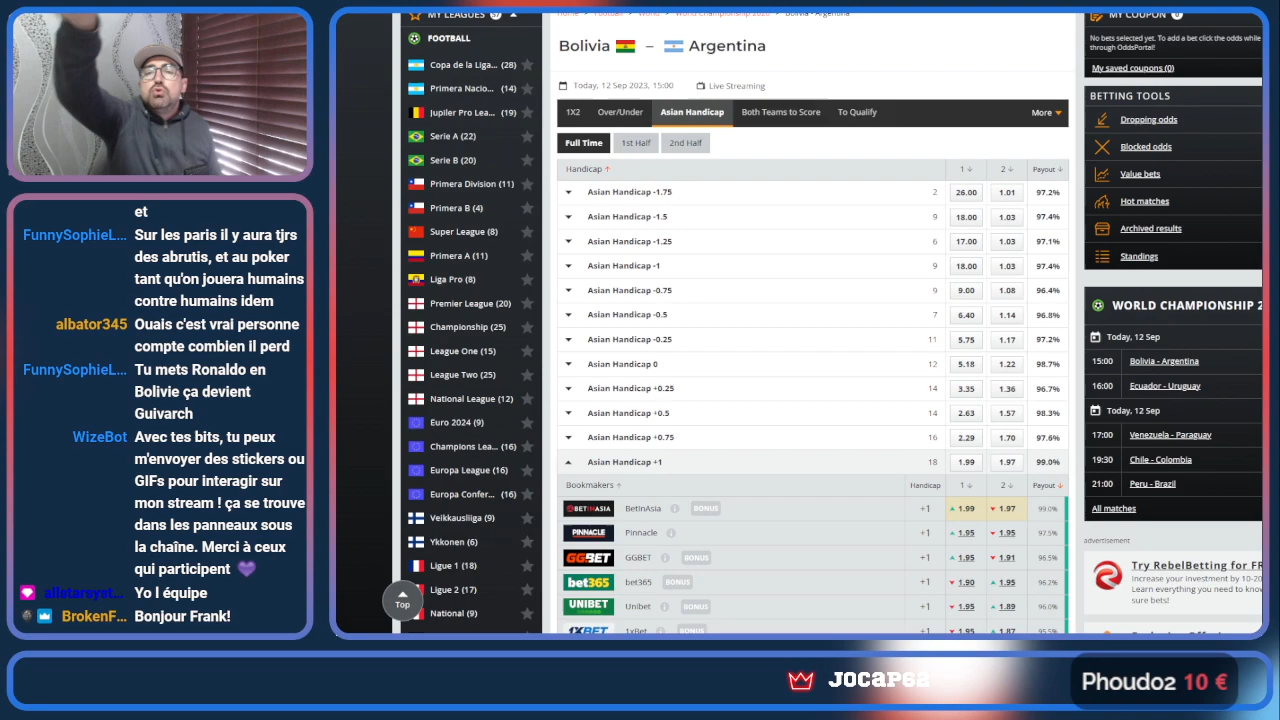 et
FunnySophieL... Sur les paris il y aura tjrs
des abrutis, et au poker
tant qu'on jouera humains
contre humains idem
albator345 Ouais c'est vrai personne
compte combien il perd
FunnySophieL... Tu mets Ronaldo en
Bolivie ça devient
Guivarch
WizeBot Avec tes bits, tu peux
m'envoyer des stickers ou
GIFs pour interagir sur
mon stream ! ça se trouve
dans les panneaux sous
la chaîne. Merci à ceux
qui participent
Yo l équipe
BrokenF... Bonjour Frank!
MY LEAGUES
FOOTBALL
Copa de la Liga... (28)
Primera Nacio... (14)
Jupiler Pro Lea... (19)
Serie A (22)
Serie B (20)
Primera Division (11)
Primera B (4)
Super League (8)
Primera A (11)
Liga Pro (8)
Premier League (20)
Championship (25)
League One (15)
League Two (25)
National League (12)
Euro 2024 (9)
Champions Lea... (16)
Europa League (16)
Europa Confer... (16)
Veikkausliiga (9)
Ykkonen (6)
Ligue 1 (18)
Ligue 2 (17)
National (9)
Top
Bolivia – Argentina
Today, 12 Sep 2023, 15:00 Live Streaming
1X2 Over/Under Asian Handicap Both Teams to Score To Qualify More
Full Time 1st Half 2nd Half
Handicap 1 2 Payout
Asian Handicap -1.75 2 26.00 1.01 97.2%
Asian Handicap -1.5 9 18.00 1.03 97.4%
Asian Handicap -1.25 6 17.00 1.03 97.1%
Asian Handicap -1 9 18.00 1.03 97.4%
Asian Handicap -0.75 9 9.00 1.08 96.4%
Asian Handicap -0.5 7 6.40 1.14 96.8%
Asian Handicap -0.25 11 5.75 1.17 97.2%
Asian Handicap 0 12 5.18 1.22 98.7%
Asian Handicap +0.25 14 3.35 1.36 96.7%
Asian Handicap +0.5 14 2.63 1.57 98.3%
Asian Handicap +0.75 16 2.29 1.70 97.6%
Asian Handicap +1 18 1.99 1.97 99.0%
Bookmakers Handicap 1 2 Payout
BETINASIA BetInAsia BONUS +1 1.99 1.97 99.0%
PINNACLE Pinnacle +1 1.95 1.95 97.5%
GG.BET GGBET BONUS +1 1.95 1.91 96.5%
bet365 bet365 BONUS +1 1.90 1.95 96.2%
UNIBET Unibet BONUS +1 1.95 1.89 96.0%
1XBET 1xBet BONUS +1 1.95 1.87 95.5%
MY COUPON 0
No bets selected yet. To add a bet click the odds while
through OddsPortal!
My saved coupons (0)
BETTING TOOLS
Dropping odds
Blocked odds
Value bets
Hot matches
Archived results
Standings
WORLD CHAMPIONSHIP 2
Today, 12 Sep
15:00 Bolivia - Argentina
16:00 Ecuador - Uruguay
Today, 12 Sep
17:00 Venezuela - Paraguay
19:30 Chile - Colombia
21:00 Peru - Brazil
All matches
advertisement
Try RebelBetting for FR
Increase your investment by 10-20
Learn everything you need to know
sure bets!
JOCAP62
Phoudo2 10 €